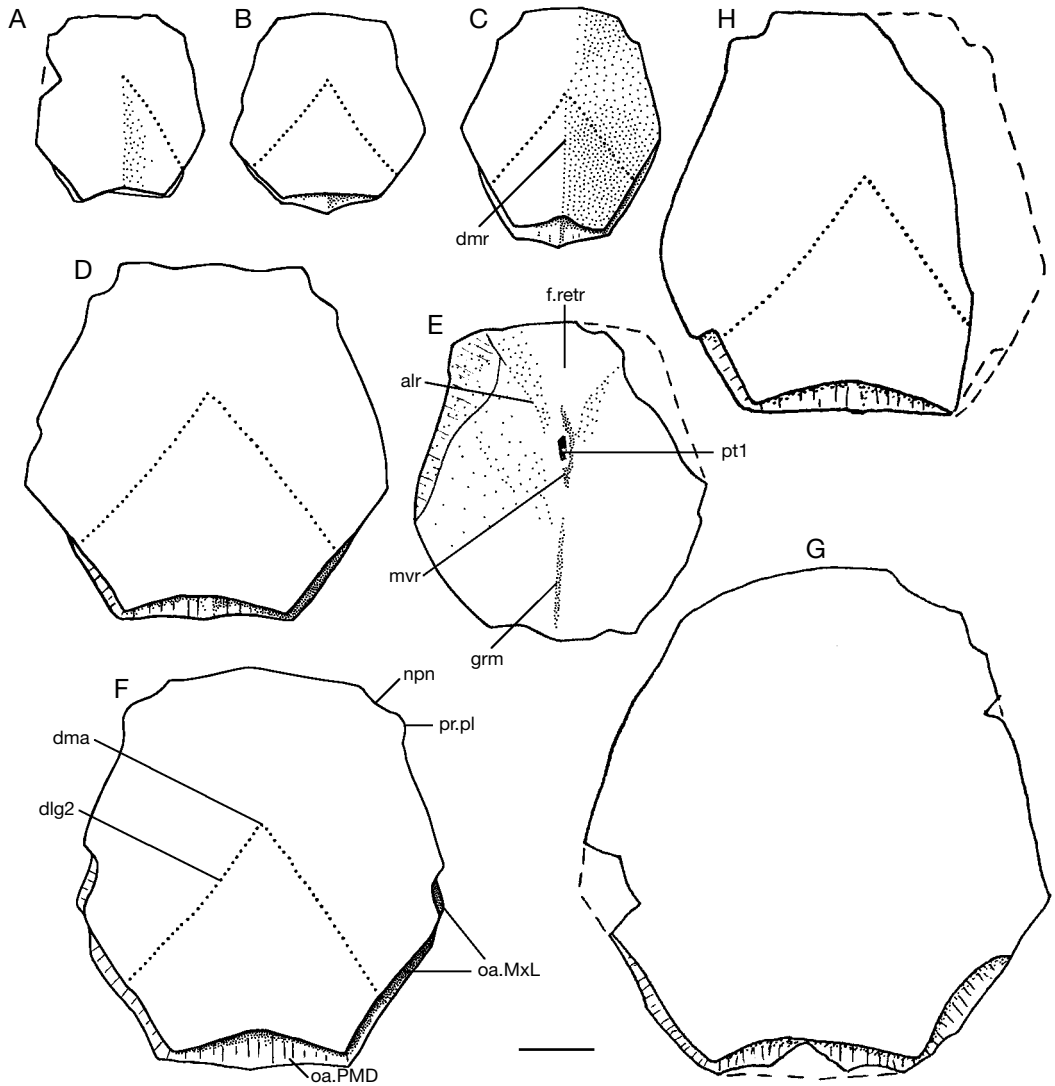 A
B
C
H
dmr
D
f.retr
E
alr
pt1
mvr
G
grm
F
npn
pr.pl
dma
dlg2
oa.MxL
oa.PMD